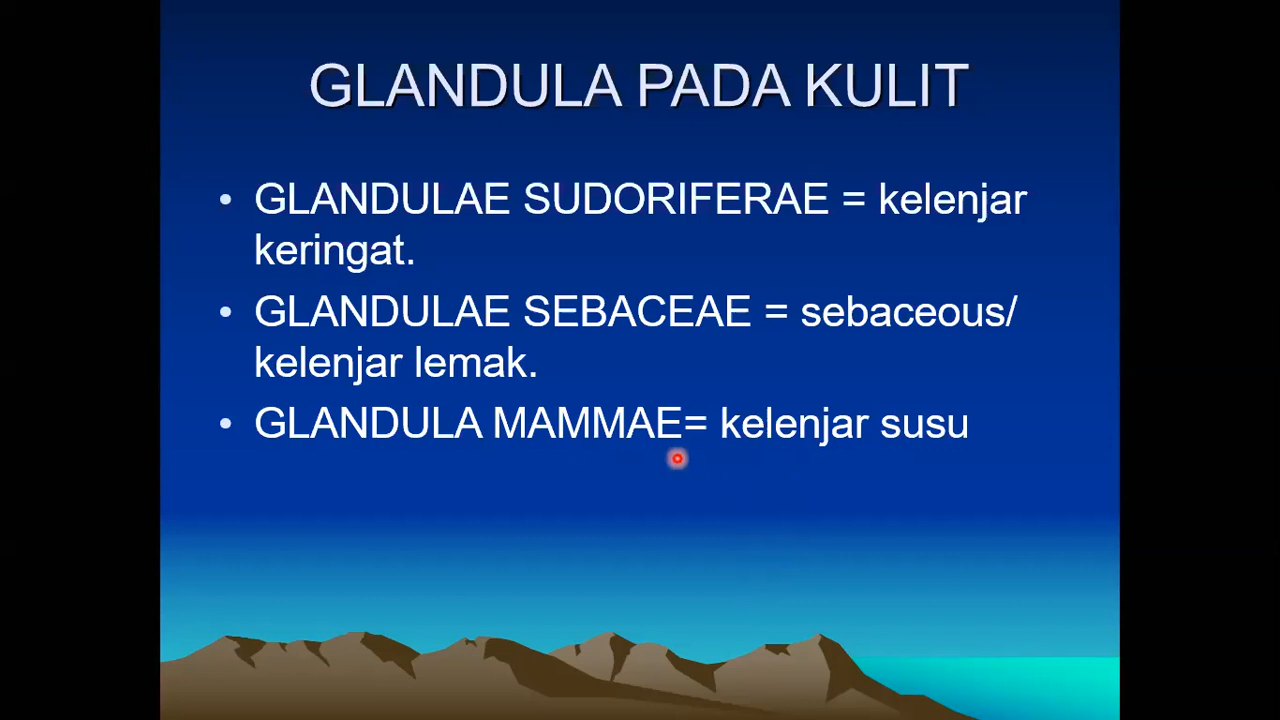 GLANDULA PADA KULIT
• GLANDULAE SUDORIFERAE = kelenjar
keringat.
• GLANDULAE SEBACEAE = sebaceous/
kelenjar lemak.
• GLANDULA MAMMAE= kelenjar susu